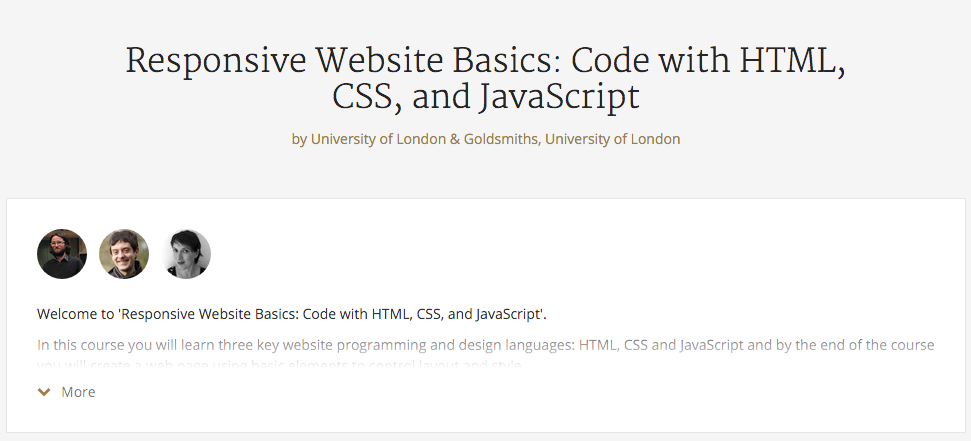 Responsive Website Basics: Code with HTML,
CSS, and JavaScript
by University of London & Goldsmiths, University of London
Welcome to 'Responsive Website Basics: Code with HTML, CSS, and JavaScript'.
In this course you will learn three key website programming and design languages: HTML, CSS and JavaScript and by the end of the course
you will create a web page using basic elements to control layout and style.
More